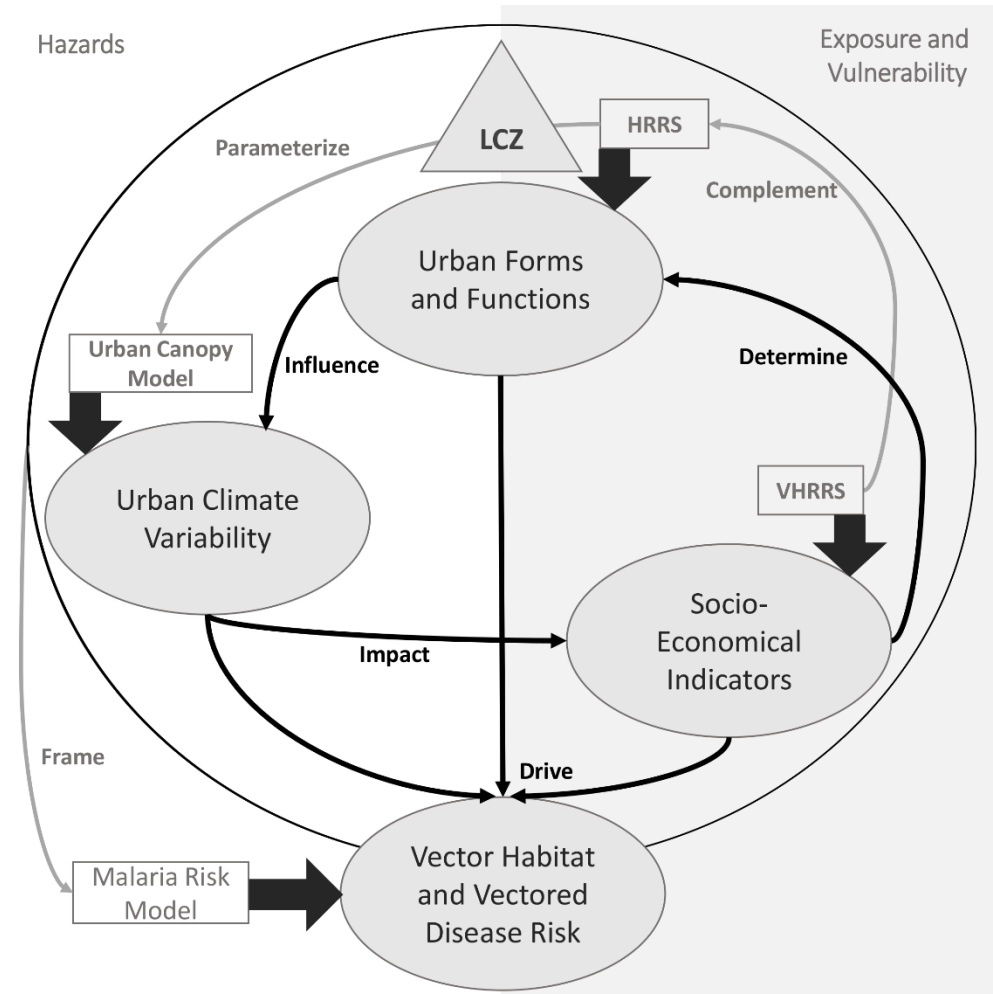 Hazards
Exposure and
Vulnerability
LCZ
HRRS
Parameterize
Complement
Urban Forms
and Functions
Urban Canopy
Model
Influence
Determine
VHRRS
Urban Climate
Variability
Socio-
Economical
Indicators
Impact
Frame
Drive
Vector Habitat
and Vectored
Disease Risk
Malaria Risk
Model